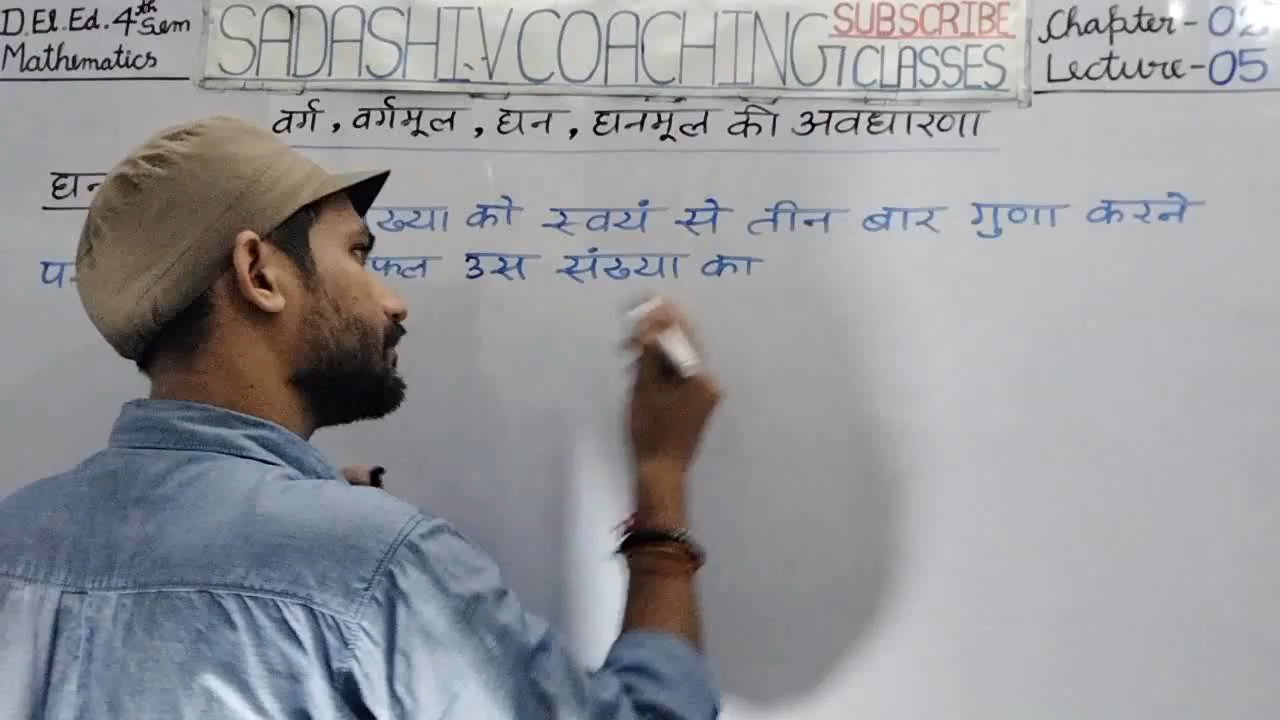 D.El.Ed. 4th Sem
Mathematics
SADASHIV COACHING CLASSES
SUBSCRIBE
Chapter - 02
Lecture - 05
वर्ग, वर्गमूल, घन, घनमूल की अवधारणा
घन
ख्या को स्वयं से तीन बार गुणा करने
फल उस संख्या का